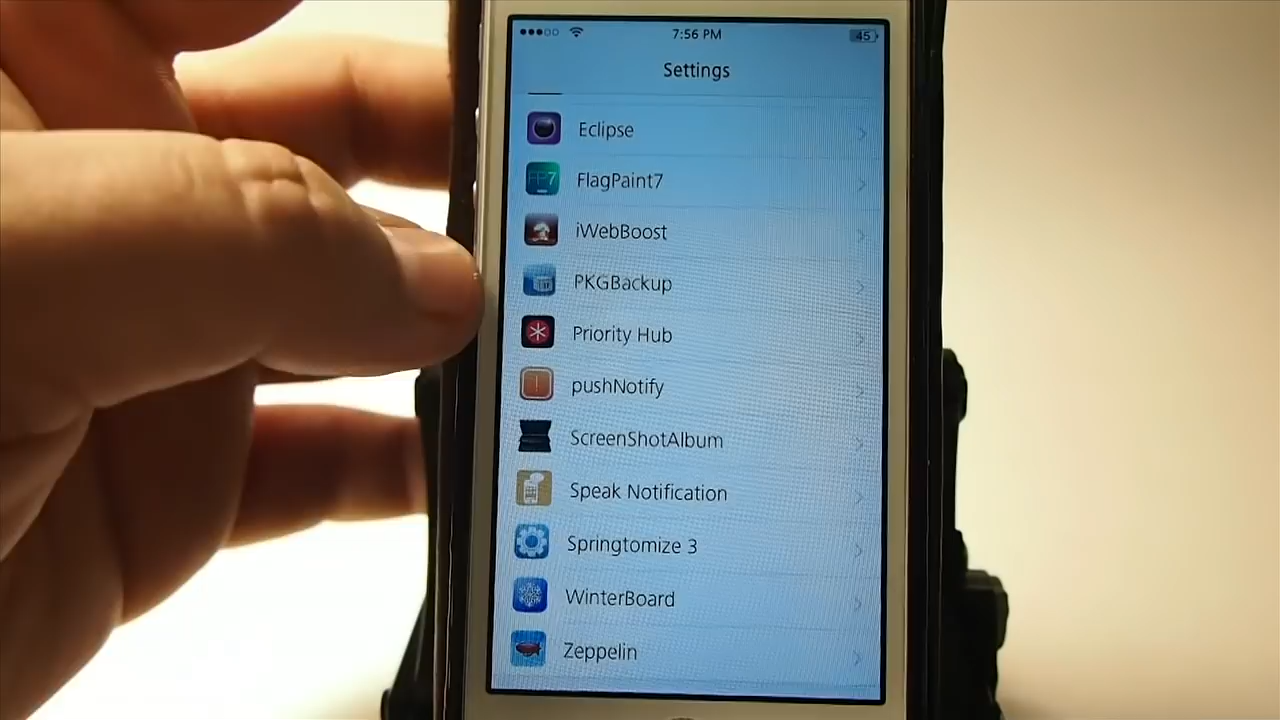 7:56 PM
45
Settings
Eclipse
FP7
FlagPaint7
iWebBoost
PKGBackup
Priority Hub
pushNotify
ScreenShotAlbum
Speak Notification
Springtomize 3
WinterBoard
Zeppelin